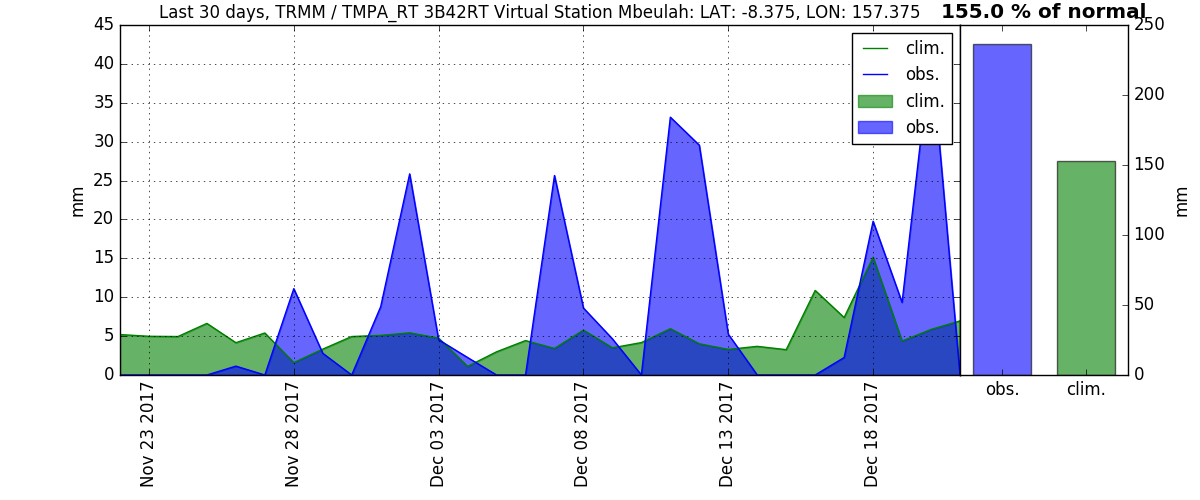 Last 30 days, TRMM / TMPA_RT 3B42RT Virtual Station Mbeulah: LAT: -8.375, LON: 157.375
155.0 % of normal
mm
45
40
35
30
25
20
15
10
5
0
clim.
obs.
clim.
obs.
Nov 23 2017
Nov 28 2017
Dec 03 2017
Dec 08 2017
Dec 13 2017
Dec 18 2017
250
200
150
100
50
0
mm
obs.
clim.